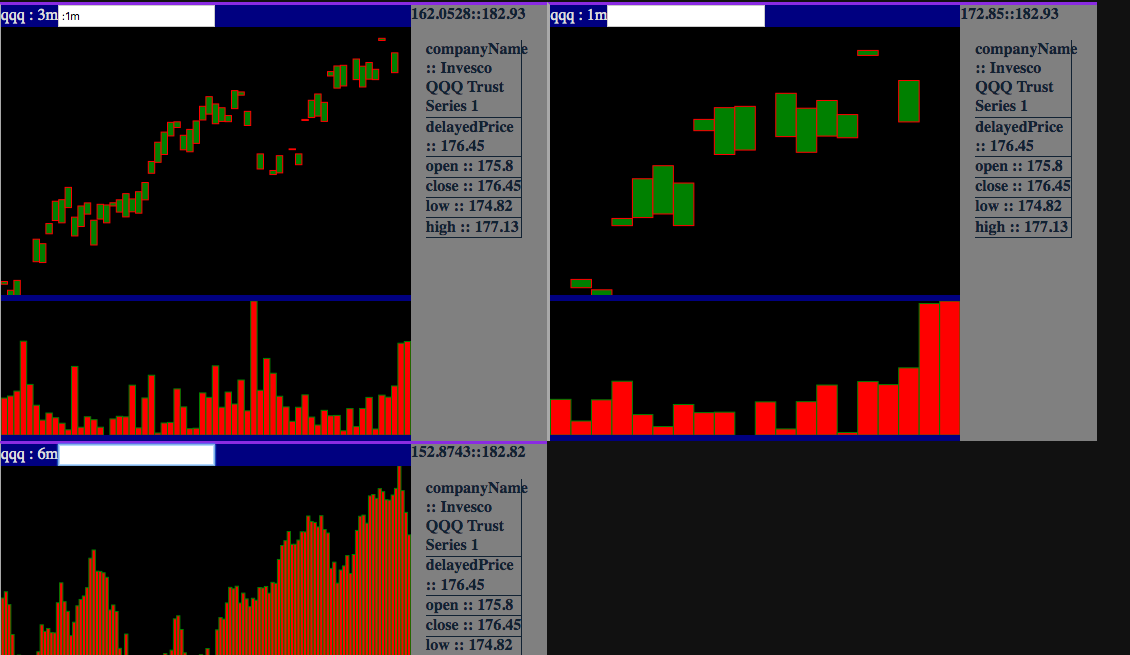 qqq : 3m :1m
162.0528::182.93
companyName
:: Invesco
QQQ Trust
Series 1
delayedPrice
:: 176.45
open :: 175.8
close :: 176.45
low :: 174.82
high :: 177.13
qqq : 1m
172.85::182.93
companyName
:: Invesco
QQQ Trust
Series 1
delayedPrice
:: 176.45
open :: 175.8
close :: 176.45
low :: 174.82
high :: 177.13
qqq : 6m
152.8743::182.82
companyName
:: Invesco
QQQ Trust
Series 1
delayedPrice
:: 176.45
open :: 175.8
close :: 176.45
low :: 174.82